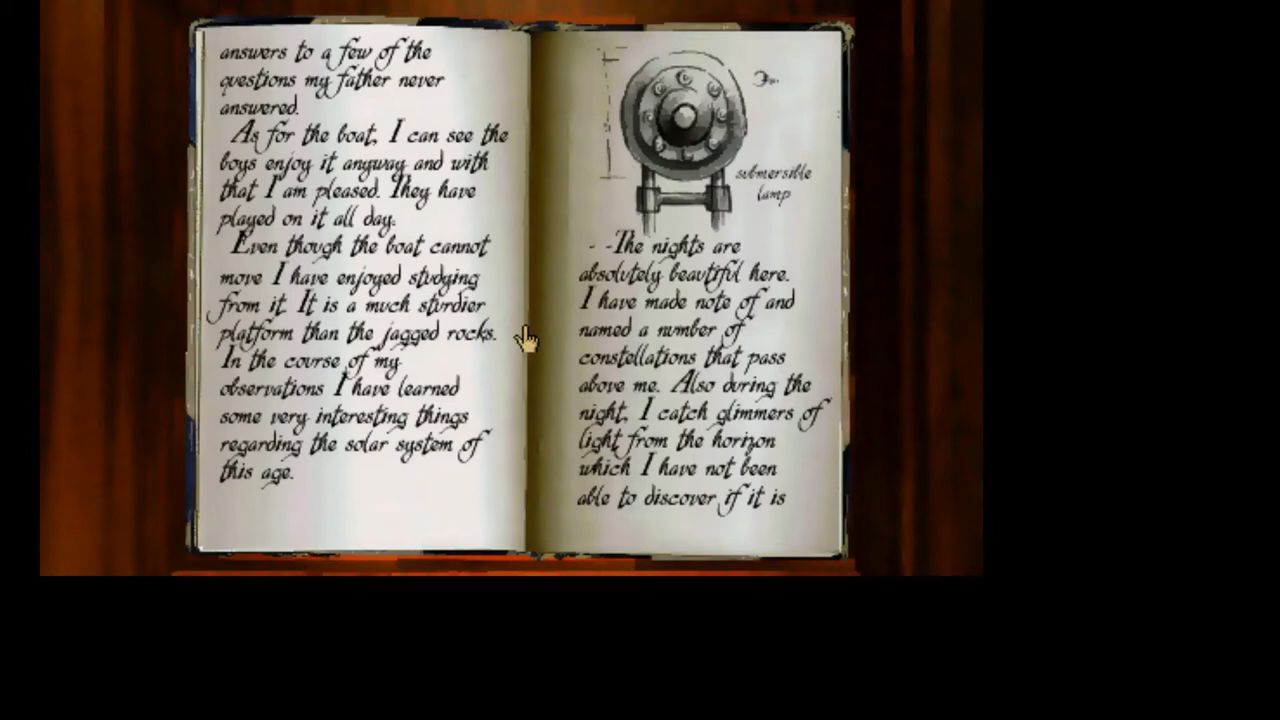 answers to a few of the
questions my father never
answered.
As for the boat, I can see the
boys enjoy it anyway and with
that I am pleased. They have
played on it all day.
Even though the boat cannot
move I have enjoyed studying
from it. It is a much sturdier
platform than the jagged rocks.
In the course of my
observations I have learned
some very interesting things
regarding the solar system of
this age.
submersible
lamp
- -The nights are
absolutely beautiful here.
I have made note of and
named a number of
constellations that pass
above me. Also during the
night, I catch glimmers of
light from the horizon
which I have not been
able to discover if it is